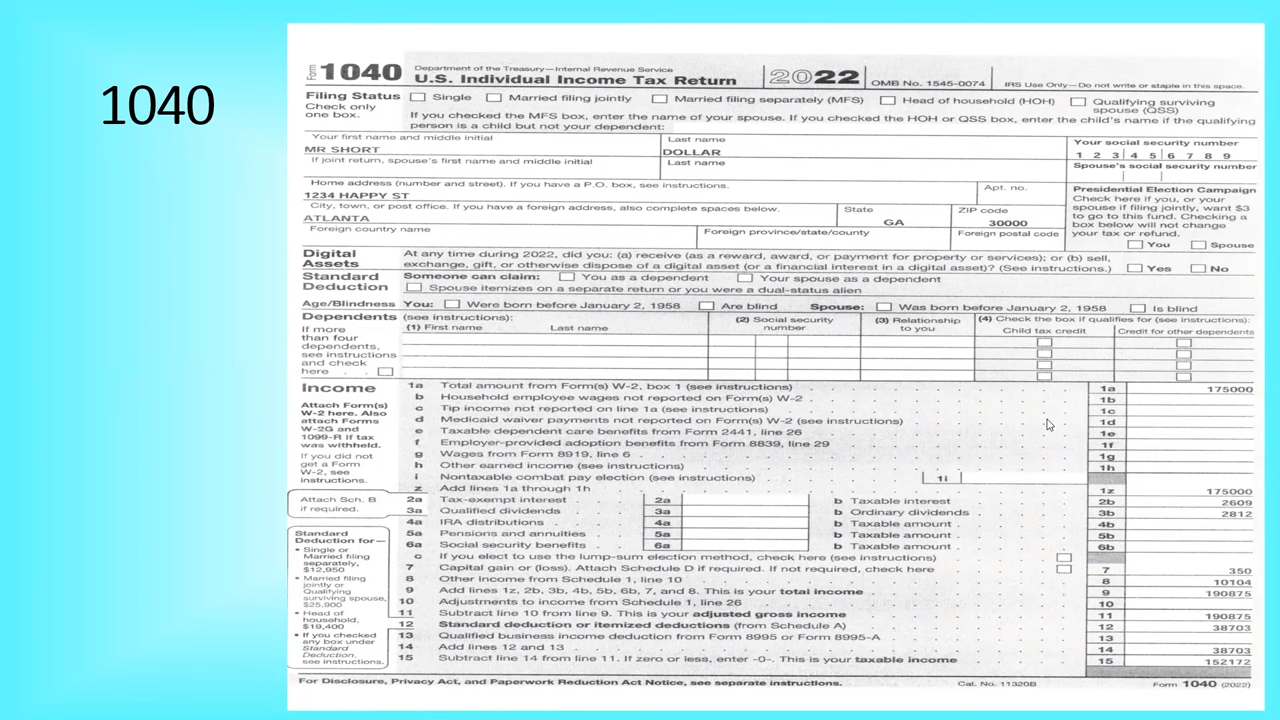 1040
Form 1040 Department of the Treasury—Internal Revenue Service
U.S. Individual Income Tax Return 2022 OMB No. 1545-0074 IRS Use Only—Do not write or staple in this space.
Filing Status Single Married filing jointly Married filing separately (MFS) Head of household (HOH) Qualifying surviving spouse (QSS)
Check only
one box.
If you checked the MFS box, enter the name of your spouse. If you checked the HOH or QSS box, enter the child's name if the qualifying
person is a child but not your dependent:
Your first name and middle initial Last name Your social security number
MR SHORT DOLLAR 1 2 3 4 5 6 7 8 9
If joint return, spouse's first name and middle initial Last name Spouse's social security number
Home address (number and street). If you have a P.O. box, see instructions. Apt. no.
1234 HAPPY ST
City, town, or post office. If you have a foreign address, also complete spaces below. State ZIP code
ATLANTA GA 30000
Foreign country name Foreign province/state/county Foreign postal code
Presidential Election Campaign
Check here if you, or your
spouse if filing jointly, want $3
to go to this fund. Checking a
box below will not change
your tax or refund.
You Spouse
Digital
Assets
At any time during 2022, did you: (a) receive (as a reward, award, or payment for property or services); or (b) sell,
exchange, gift, or otherwise dispose of a digital asset (or a financial interest in a digital asset)? (See instructions.) Yes No
Standard
Deduction
Someone can claim: You as a dependent Your spouse as a dependent
Spouse itemizes on a separate return or you were a dual-status alien
Age/Blindness You: Were born before January 2, 1958 Are blind Spouse: Was born before January 2, 1958 Is blind
Dependents (see instructions): (2) Social security number (3) Relationship to you (4) Check the box if qualifies for (see instructions):
(1) First name Last name Child tax credit Credit for other dependents
If more
than four
dependents,
see instructions
and check
here . .
Income
Attach Form(s)
W-2 here. Also
attach Forms
W-2G and
1099-R if tax
was withheld.
If you did not
get a Form
W-2, see
instructions.
1a Total amount from Form(s) W-2, box 1 (see instructions) 1a 175000
b Household employee wages not reported on Form(s) W-2 1b
c Tip income not reported on line 1a (see instructions) 1c
d Medicaid waiver payments not reported on Form(s) W-2 (see instructions) 1d
e Taxable dependent care benefits from Form 2441, line 26 1e
f Employer-provided adoption benefits from Form 8839, line 29 1f
g Wages from Form 8919, line 6 1g
h Other earned income (see instructions) 1h
i Nontaxable combat pay election (see instructions) 1i
z Add lines 1a through 1h 1z 175000
Attach Sch. B
if required.
2a Tax-exempt interest 2a b Taxable interest 2b 2609
3a Qualified dividends 3a b Ordinary dividends 3b 2812
4a IRA distributions 4a b Taxable amount 4b
5a Pensions and annuities 5a b Taxable amount 5b
6a Social security benefits 6a b Taxable amount 6b
c If you elect to use the lump-sum election method, check here (see instructions)
7 Capital gain or (loss). Attach Schedule D if required. If not required, check here 7 350
8 Other income from Schedule 1, line 10 8 10104
9 Add lines 1z, 2b, 3b, 4b, 5b, 6b, 7, and 8. This is your total income 9 190875
10 Adjustments to income from Schedule 1, line 26 10
11 Subtract line 10 from line 9. This is your adjusted gross income 11 190875
12 Standard deduction or itemized deductions (from Schedule A) 12 38703
13 Qualified business income deduction from Form 8995 or Form 8995-A 13
14 Add lines 12 and 13 14 38703
15 Subtract line 14 from line 11. If zero or less, enter -0-. This is your taxable income 15 152172
Standard
Deduction for—
• Single or
Married filing
separately,
$12,950
• Married filing
jointly or
Qualifying
surviving spouse,
$25,900
• Head of
household,
$19,400
• If you checked
any box under
Standard
Deduction,
see instructions.
For Disclosure, Privacy Act, and Paperwork Reduction Act Notice, see separate instructions. Cat. No. 11320B Form 1040 (2022)